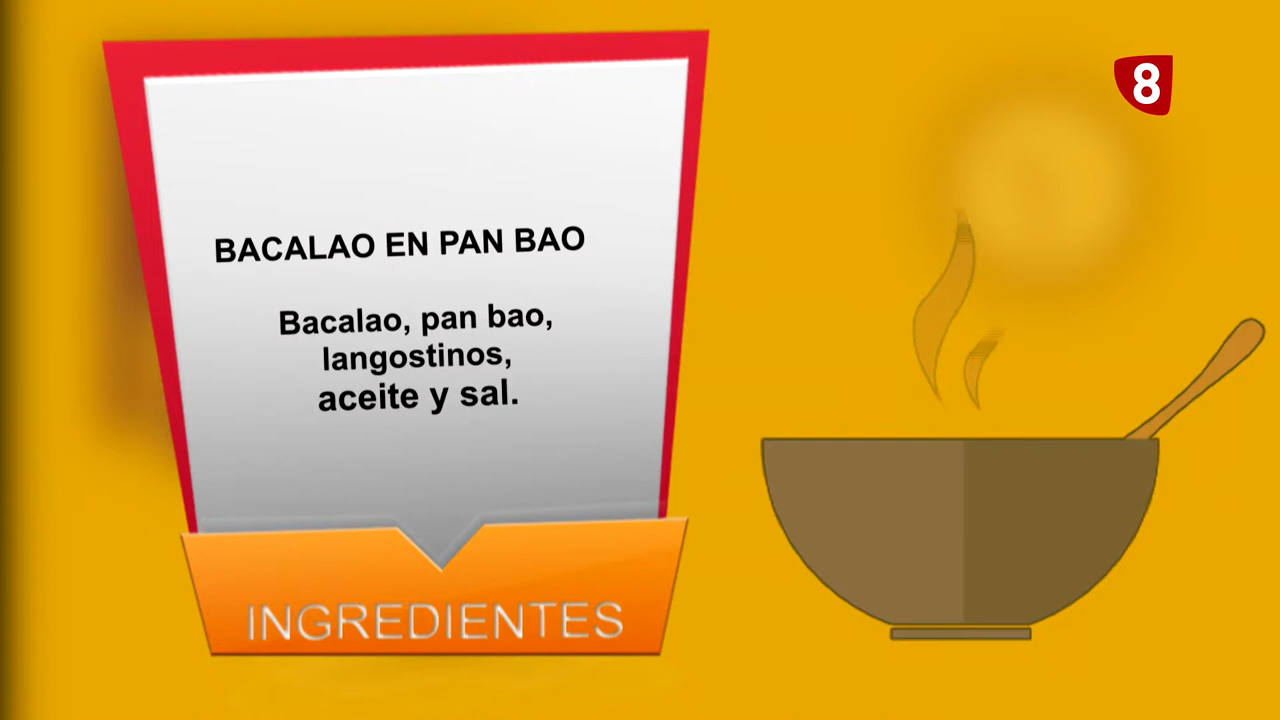 8
BACALAO EN PAN BAO
Bacalao, pan bao,
langostinos,
aceite y sal.
INGREDIENTES